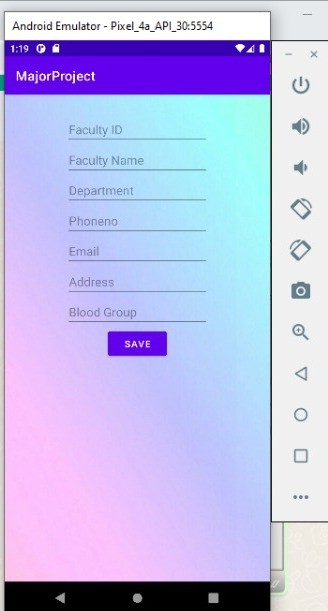 Android Emulator - Pixel_4a_API_30:5554
1:19
MajorProject
Faculty ID
Faculty Name
Department
Phoneno
Email
Address
Blood Group
SAVE